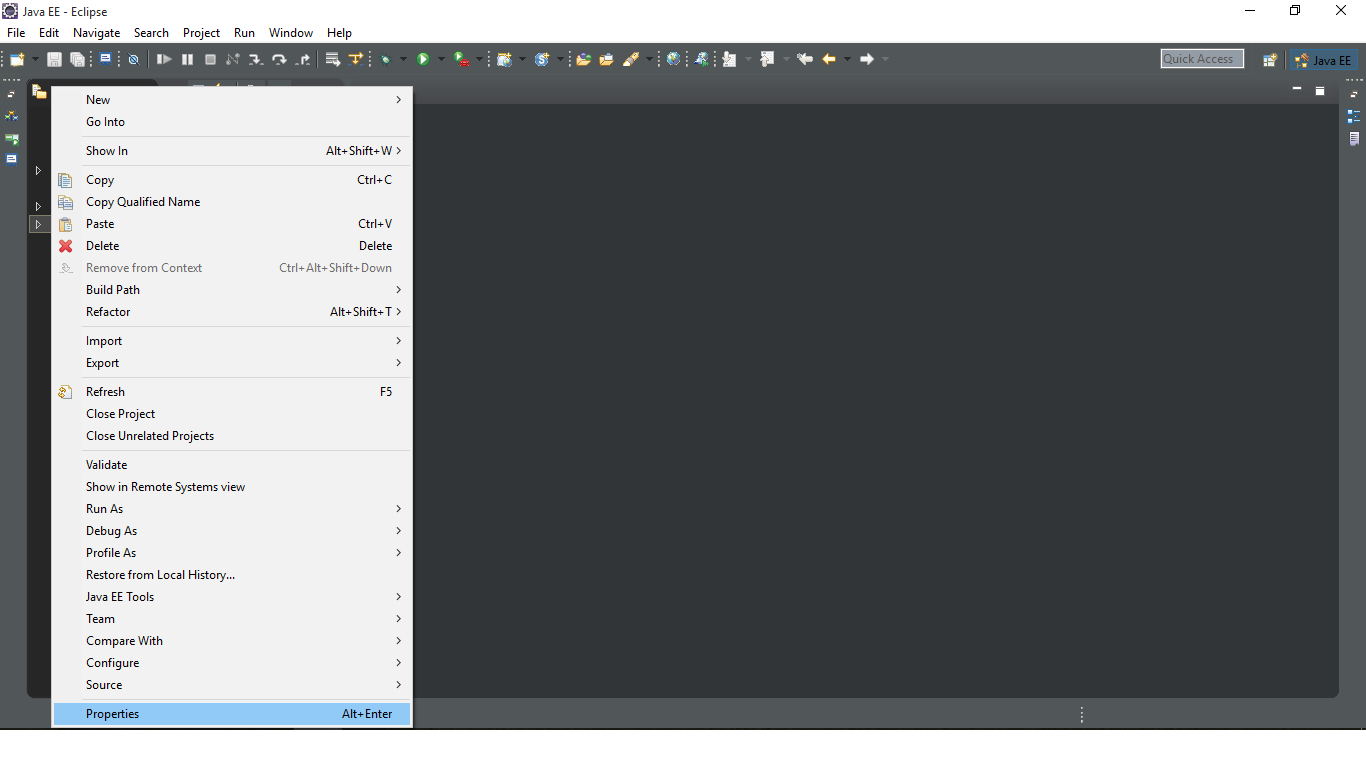 Java EE - Eclipse
File Edit Navigate Search Project Run Window Help
Quick Access
Java EE
New
Go Into
Show In Alt+Shift+W
Copy Ctrl+C
Copy Qualified Name
Paste Ctrl+V
Delete Delete
Remove from Context Ctrl+Alt+Shift+Down
Build Path
Refactor Alt+Shift+T
Import
Export
Refresh F5
Close Project
Close Unrelated Projects
Validate
Show in Remote Systems view
Run As
Debug As
Profile As
Restore from Local History...
Java EE Tools
Team
Compare With
Configure
Source
Properties Alt+Enter